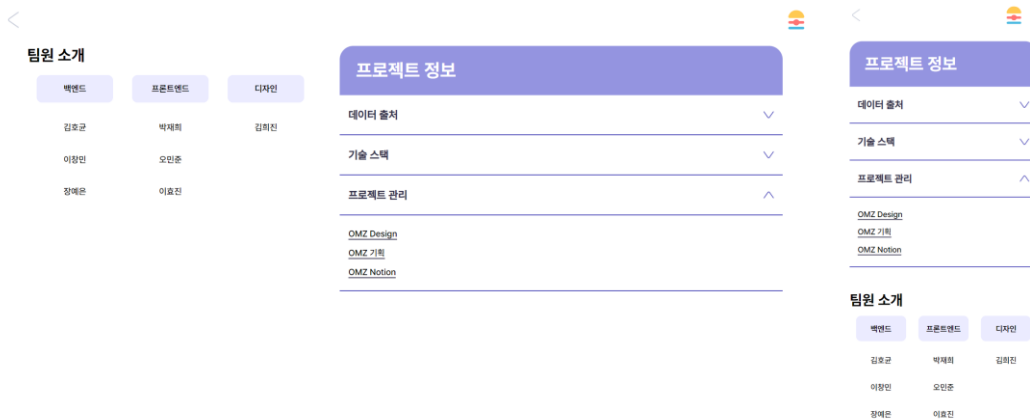 팀원 소개
백엔드 프론트엔드 디자인
김호균 박재희 김희진
이창민 오민준
장예은 이효진
프로젝트 정보
데이터 출처
기술 스택
프로젝트 관리
OMZ Design
OMZ 기획
OMZ Notion
프로젝트 정보
데이터 출처
기술 스택
프로젝트 관리
OMZ Design
OMZ 기획
OMZ Notion
팀원 소개
백엔드 프론트엔드 디자인
김호균 박재희 김희진
이창민 오민준
장예은 이효진